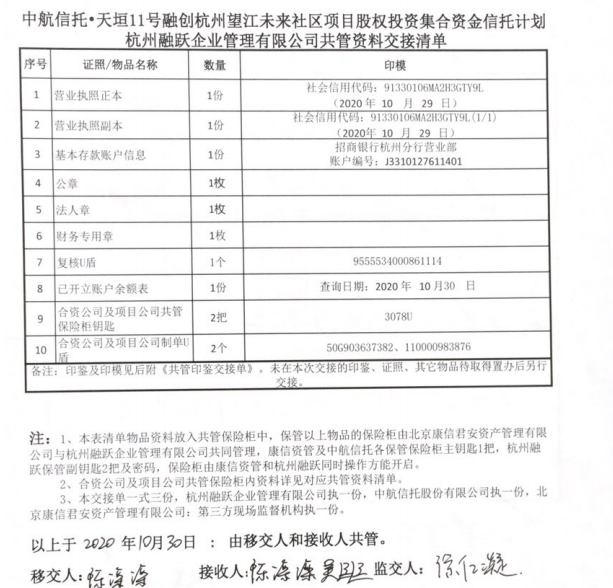 中航信托•天垣11号融创杭州望江未来社区项目股权投资集合资金信托计划
杭州融跃企业管理有限公司共管资料交接清单
序号 证照/物品名称 数量 印模
1 营业执照正本 1份 社会信用代码：91330106MA2H3GTY9L
（2020年 10 月 29 日）
2 营业执照副本 1份 社会信用代码：91330106MA2H3GTY9L(1/1)
（2020年 10 月 29 日）
3 基本存款账户信息 1份 招商银行杭州分行营业部
账户编号：J3310127611401
4 公章 1枚
5 法人章 1枚
6 财务专用章 1枚
7 复核U盾 1个 9555534000861114
8 已开立账户余额表 1份 查询日期：2020年 10月30 日
9 合资公司及项目公司共管
保险柜钥匙 2把 3078U
10 合资公司及项目公司制单U
盾 2个 50G903637382、110000983876
备注：印鉴及印模见后附《共管印鉴交接单》。未在本次交接的印鉴、证照、其它物品待取得置办后另行
交接。
注：1、本表清单物品资料放入共管保险柜中，保管以上物品的保险柜由北京康信君安资产管理有限
公司与杭州融跃企业管理有限公司共同管理，康信资管及中航信托各保管保险柜主钥匙1把，杭州融
跃保管副钥匙2把及密码，保险柜由康信资管和杭州融跃同时操作方能开启。
2、合资公司及项目公司共管保险柜内资料详见对应共管资料清单。
3、本交接单一式三份，杭州融跃企业管理有限公司执一份，中航信托股份有限公司执一份，北
京康信君安资产管理有限公司：第三方现场监督机构执一份。
以上于 2020年10月30日 ：由移交人和接收人共管。
移交人： 接收人： 监交人：